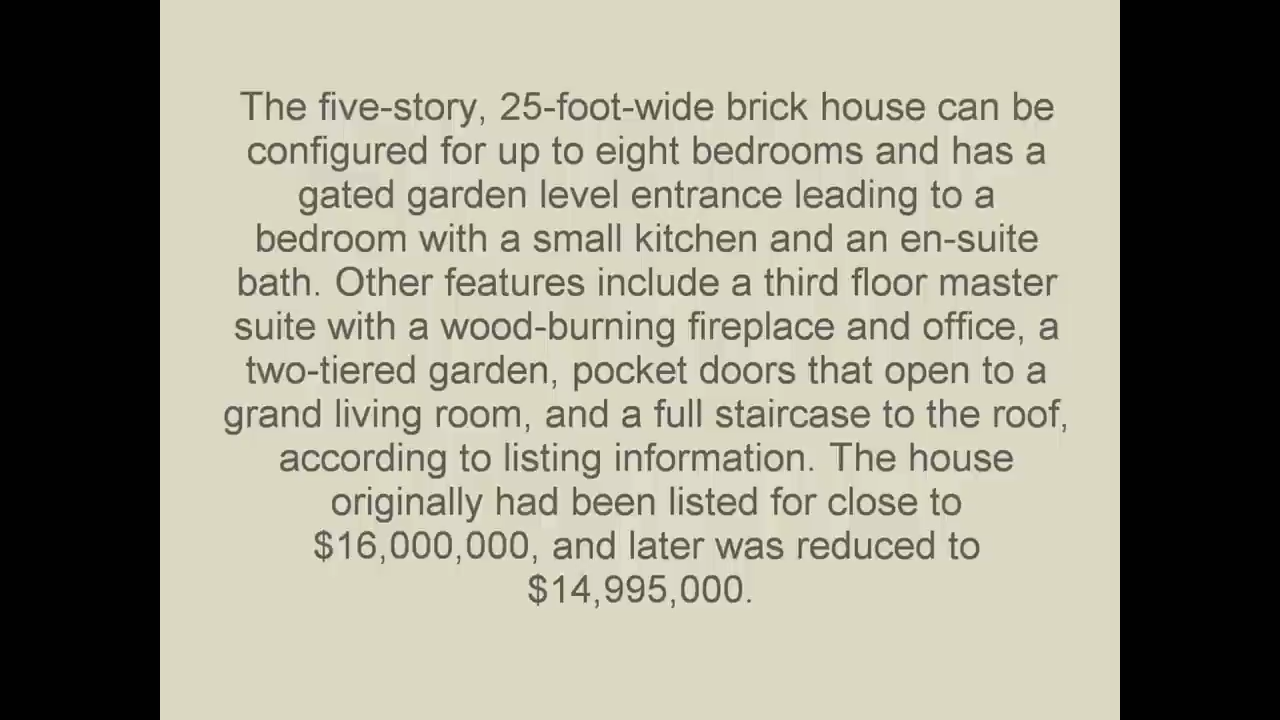 The five-story, 25-foot-wide brick house can be
configured for up to eight bedrooms and has a
gated garden level entrance leading to a
bedroom with a small kitchen and an en-suite
bath. Other features include a third floor master
suite with a wood-burning fireplace and office, a
two-tiered garden, pocket doors that open to a
grand living room, and a full staircase to the roof,
according to listing information. The house
originally had been listed for close to
$16,000,000, and later was reduced to
$14,995,000.